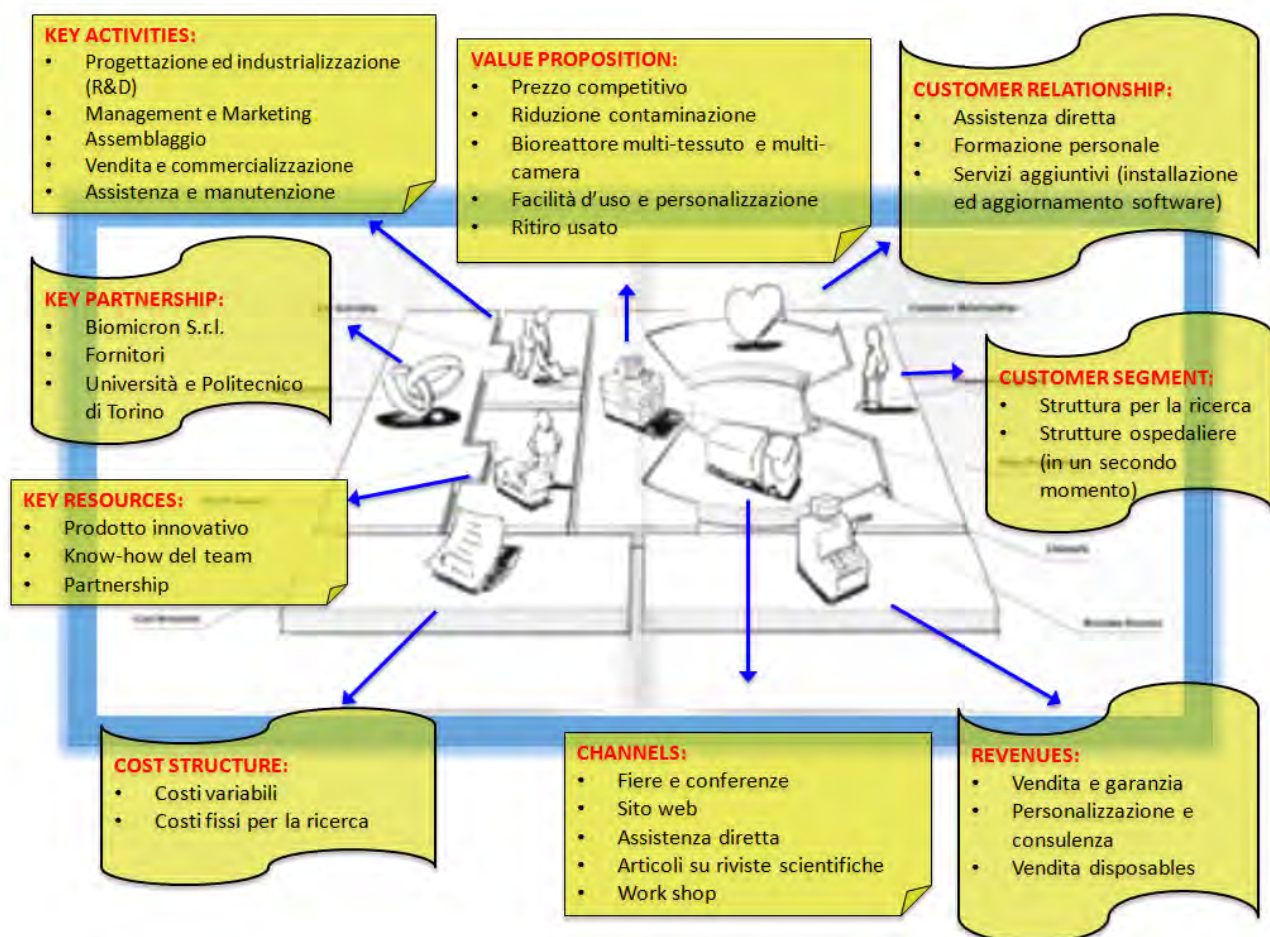 KEY ACTIVITIES:
• Progettazione ed industrializzazione
(R&D)
• Management e Marketing
• Assemblaggio
• Vendita e commercializzazione
• Assistenza e manutenzione
VALUE PROPOSITION:
• Prezzo competitivo
• Riduzione contaminazione
• Bioreattore multi-tessuto e multi-
camera
• Facilità d'uso e personalizzazione
• Ritiro usato
CUSTOMER RELATIONSHIP:
• Assistenza diretta
• Formazione personale
• Servizi aggiuntivi (installazione
ed aggiornamento software)
KEY PARTNERSHIP:
• Biomicron S.r.l.
• Fornitori
• Università e Politecnico
di Torino
CUSTOMER SEGMENT:
• Struttura per la ricerca
• Strutture ospedaliere
(in un secondo
momento)
KEY RESOURCES:
• Prodotto innovativo
• Know-how del team
• Partnership
COST STRUCTURE:
• Costi variabili
• Costi fissi per la ricerca
CHANNELS:
• Fiere e conferenze
• Sito web
• Assistenza diretta
• Articoli su riviste scientifiche
• Work shop
REVENUES:
• Vendita e garanzia
• Personalizzazione e
consulenza
• Vendita disposables